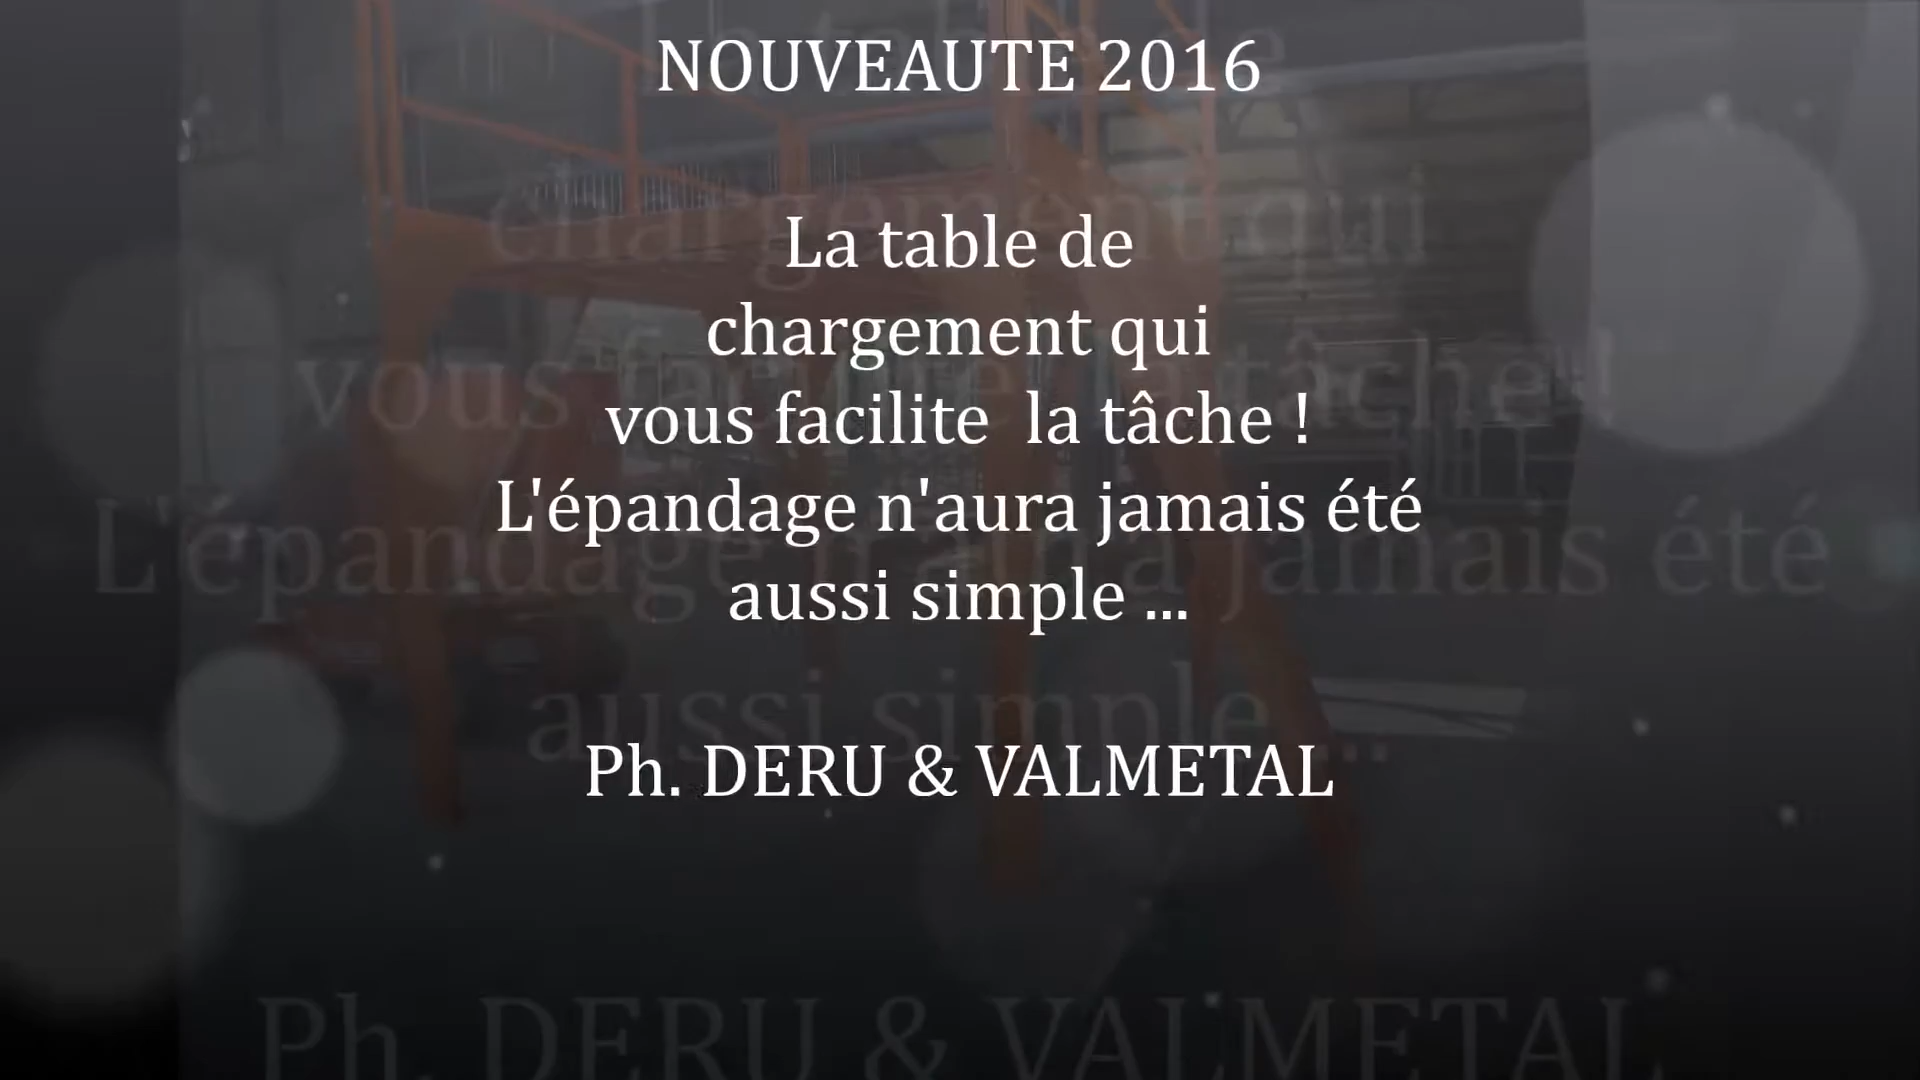 NOUVEAUTE 2016
La table de
chargement qui
vous facilite  la tâche !
L'épandage n'aura jamais été
aussi simple ...
Ph. DERU & VALMETAL